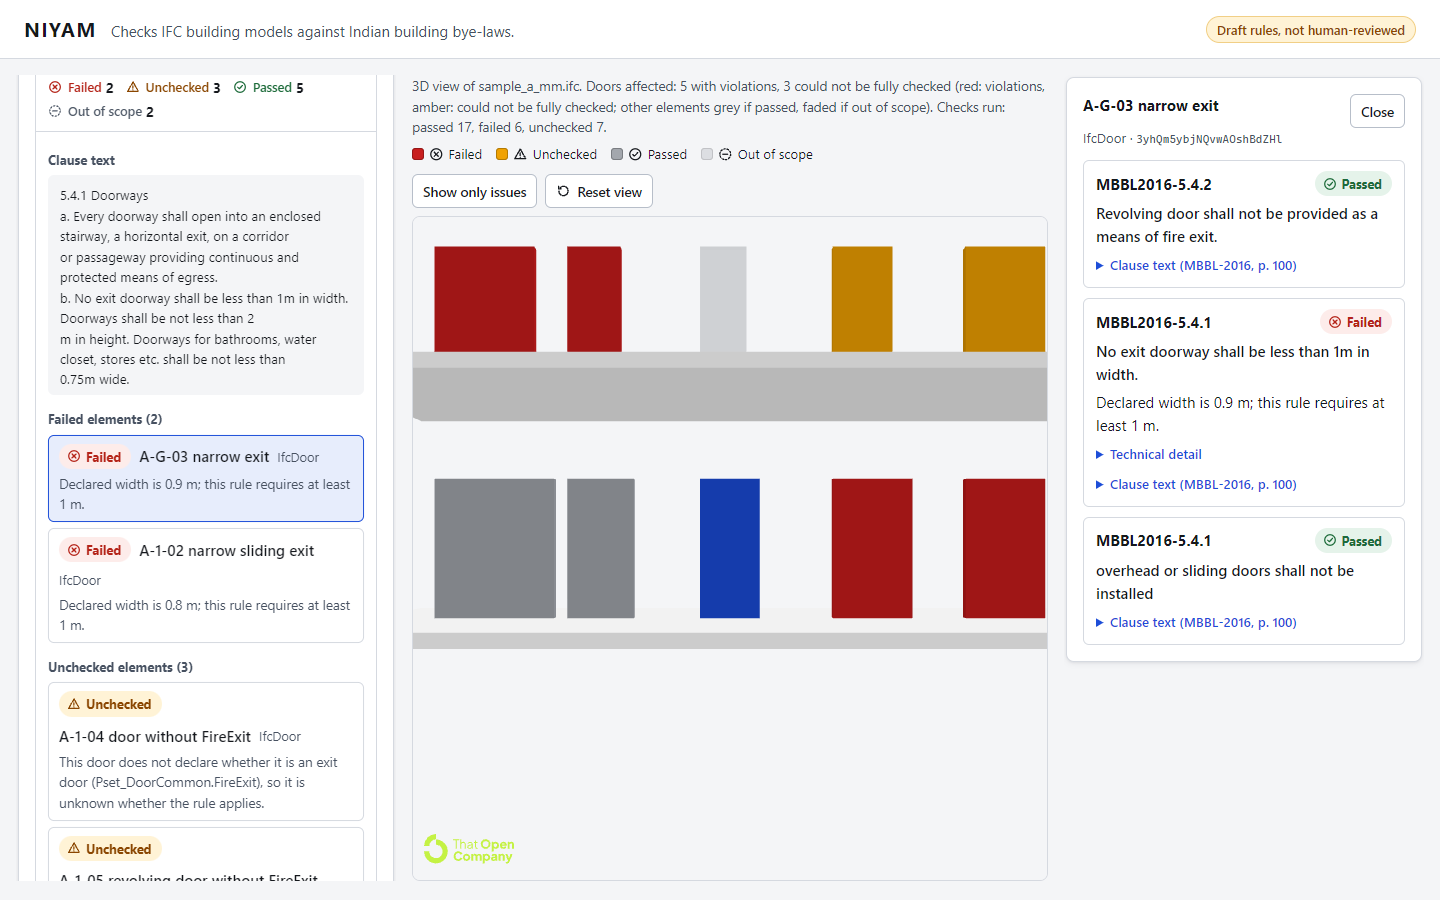 NIYAM
Checks IFC building models against Indian building bye-laws.
Draft rules, not human-reviewed
Failed 2
Unchecked 3
Passed 5
Out of scope 2
Clause text
5.4.1 Doorways
a. Every doorway shall open into an enclosed
stairway, a horizontal exit, on a corridor
or passageway providing continuous and
protected means of egress.
b. No exit doorway shall be less than 1m in width.
Doorways shall be not less than 2
m in height. Doorways for bathrooms, water
closet, stores etc. shall be not less than
0.75m wide.
Failed elements (2)
Failed A-G-03 narrow exit IfcDoor
Declared width is 0.9 m; this rule requires at least
1 m.
Failed A-1-02 narrow sliding exit
IfcDoor
Declared width is 0.8 m; this rule requires at least
1 m.
Unchecked elements (3)
Unchecked
A-1-04 door without FireExit IfcDoor
This door does not declare whether it is an exit
door (Pset_DoorCommon.FireExit), so it is
unknown whether the rule applies.
Unchecked
A-1-05 revolving door without FireExit
3D view of sample_a_mm.ifc. Doors affected: 5 with violations, 3 could not be fully checked (red: violations,
amber: could not be fully checked; other elements grey if passed, faded if out of scope). Checks run:
passed 17, failed 6, unchecked 7.
Failed
Unchecked
Passed
Out of scope
Show only issues
Reset view
That Open
Company
A-G-03 narrow exit
Close
IfcDoor · 3yhQm5ybjNQvwAOshBdZHl
MBBL2016-5.4.2
Passed
Revolving door shall not be provided as a
means of fire exit.
Clause text (MBBL-2016, p. 100)
MBBL2016-5.4.1
Failed
No exit doorway shall be less than 1m in
width.
Declared width is 0.9 m; this rule requires at
least 1 m.
Technical detail
Clause text (MBBL-2016, p. 100)
MBBL2016-5.4.1
Passed
overhead or sliding doors shall not be
installed
Clause text (MBBL-2016, p. 100)